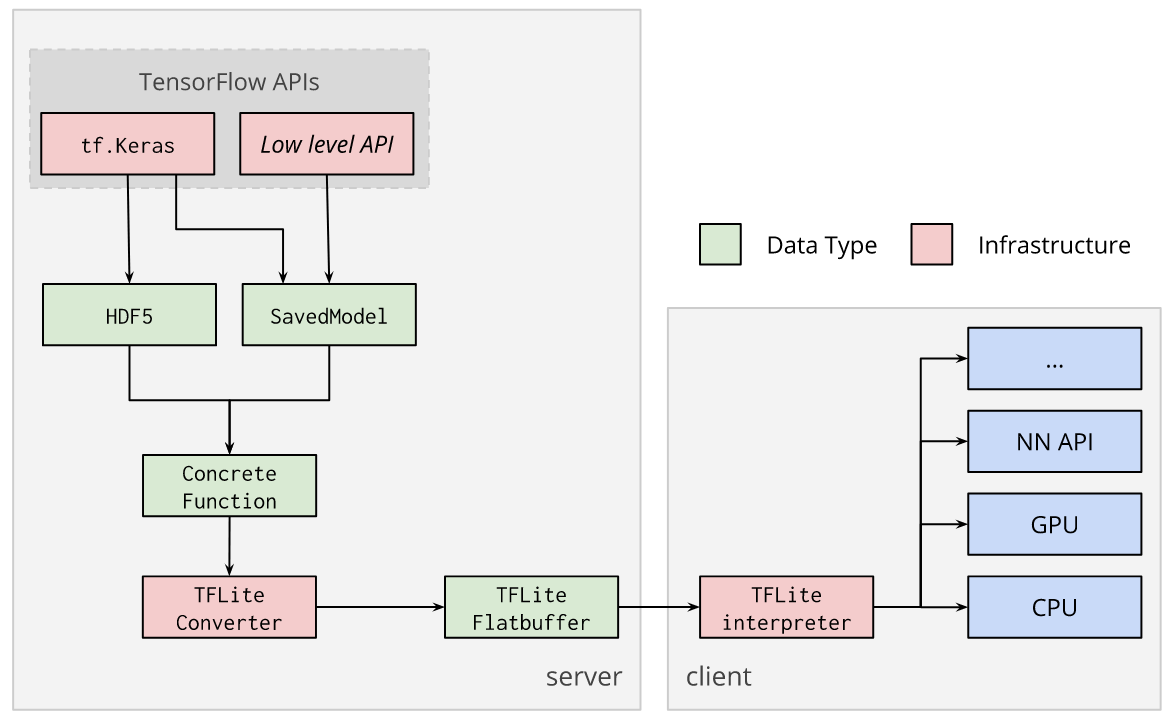 TensorFlow APIs
tf.Keras
Low level API
HDF5
SavedModel
Concrete
Function
TFLite
Converter
TFLite
Flatbuffer
server
Data Type
Infrastructure
...
NN API
GPU
CPU
TFLite
interpreter
client